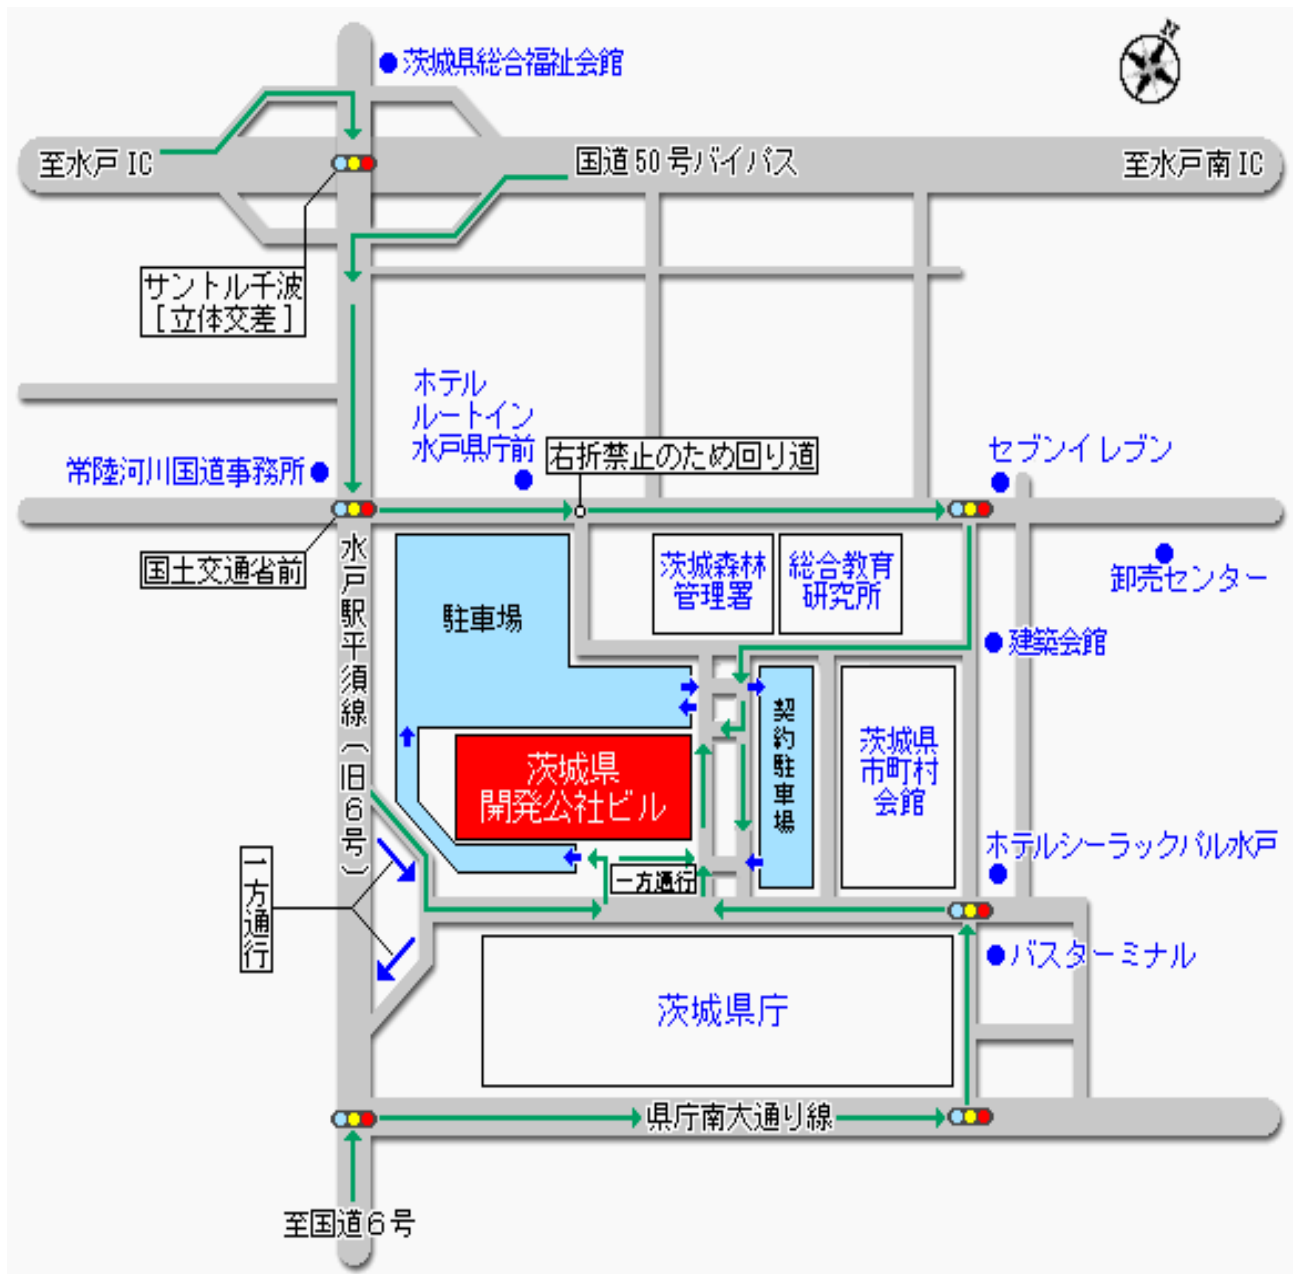 N
茨城県総合福祉会館
至水戸IC
国道50号バイパス
至水戸南IC
サントル千波
[立体交差]
ホテル
ルートイン
水戸県庁前
右折禁止のため回り道
セブンイレブン
常陸河川国道事務所
国土交通省前
水戸駅平須線(旧6号)
駐車場
茨城森林
管理署
総合教育
研究所
卸売センター
建築会館
契約駐車場
茨城県
市町村
会館
茨城県
開発公社ビル
一方通行
一方通行
ホテルシーラックパル水戸
バスターミナル
茨城県庁
県庁南大通り線
至国道6号